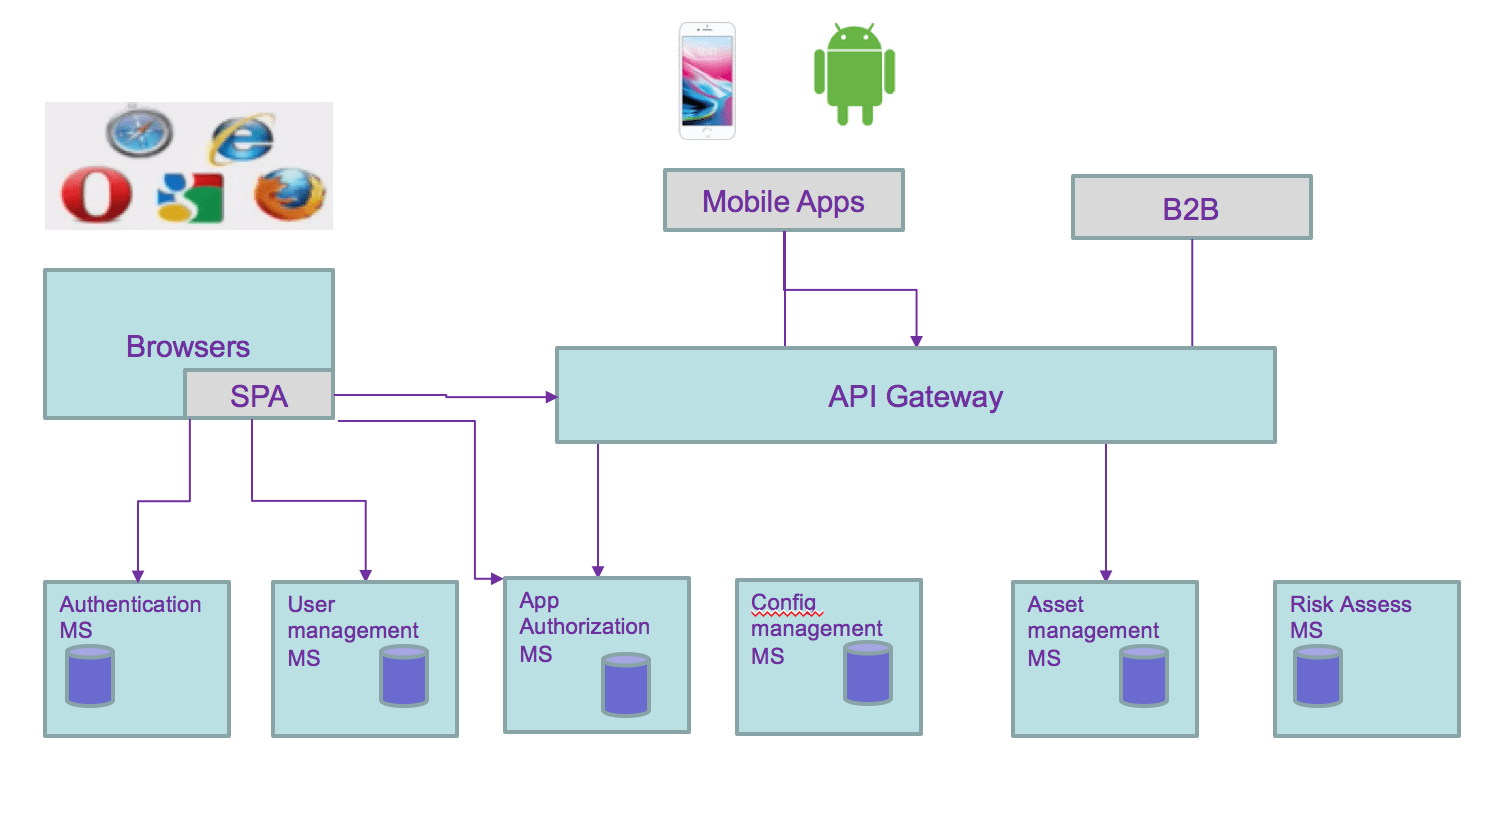 Mobile Apps
B2B
Browsers
SPA
API Gateway
Authentication
MS
User
management
MS
App
Authorization
MS
Config
management
MS
Asset
management
MS
Risk Assess
MS